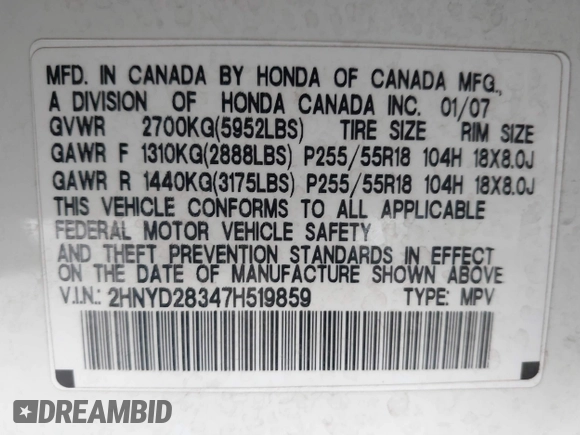 MFD. IN CANADA BY HONDA OF CANADA MFG.,
A DIVISION OF HONDA CANADA INC. 01/07
GVWR 2700KG(5952LBS) TIRE SIZE RIM SIZE
GAWR F 1310KG(2888LBS) P255/55R18 104H 18X8.0J
GAWR R 1440KG(3175LBS) P255/55R18 104H 18X8.0J
THIS VEHICLE CONFORMS TO ALL APPLICABLE
FEDERAL MOTOR VEHICLE SAFETY
AND THEFT PREVENTION STANDARDS IN EFFECT
ON THE DATE OF MANUFACTURE SHOWN ABOVE.
V.I.N.: 2HNYD28347H519859 TYPE: MPV
DREAMBID